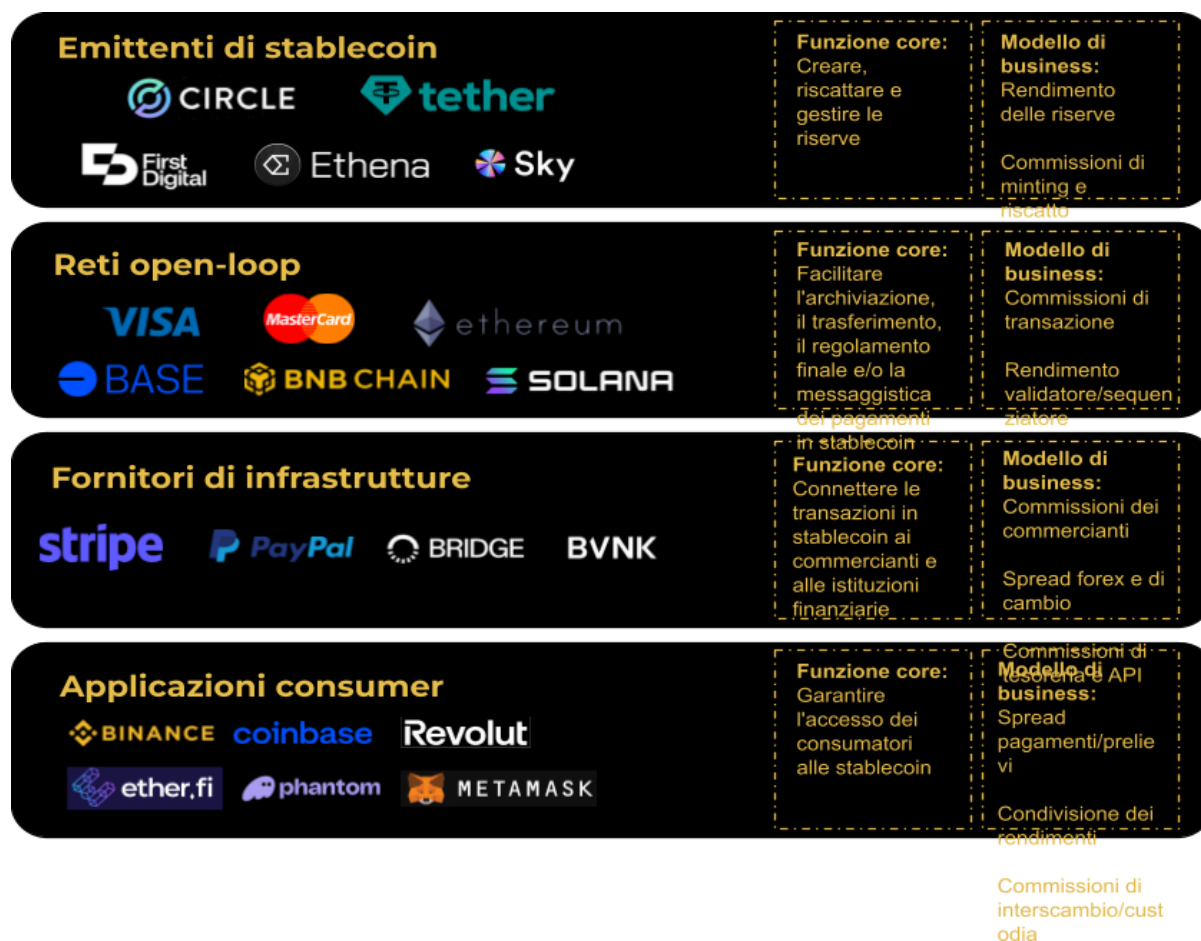 Emittenti di stablecoin
CIRCLE
tether
First
Digital
Ethena
Sky
Funzione core:
Creare,
riscattare e
gestire le
riserve
Modello di
business:
Rendimento
delle riserve
Commissioni di
minting e
riscatto
Reti open-loop
VISA
MasterCard
ethereum
BASE
BNB CHAIN
SOLANA
Funzione core:
Facilitare
l'archiviazione,
il trasferimento,
il regolamento
finale e/o la
messaggistica
dei pagamenti
in stablecoin
Modello di
business:
Commissioni di
transazione
Rendimento
validatore/sequen
ziatore
Fornitori di infrastrutture
stripe
PayPal
BRIDGE
BVNK
Funzione core:
Connettere le
transazioni in
stablecoin ai
commercianti e
alle istituzioni
finanziarie
Modello di
business:
Commissioni dei
commercianti
Spread forex e di
cambio
Commissioni di
tesoreria e API
Applicazioni consumer
BINANCE
coinbase
Revolut
ether.fi
phantom
METAMASK
Funzione core:
Garantire
l'accesso dei
consumatori
alle stablecoin
Modello di
business:
Spread
pagamenti/prelie
vi
Condivisione dei
rendimenti
Commissioni di
interscambio/cust
odia